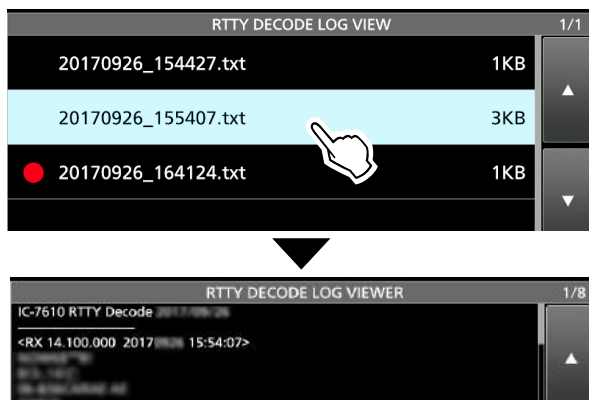 RTTY DECODE LOG VIEW 1/1
20170926_154427.txt 1KB
20170926_155407.txt 3KB
20170926_164124.txt 1KB
RTTY DECODE LOG VIEWER 1/8
IC-7610 RTTY Decode
<RX 14.100.000 2017 15:54:07>